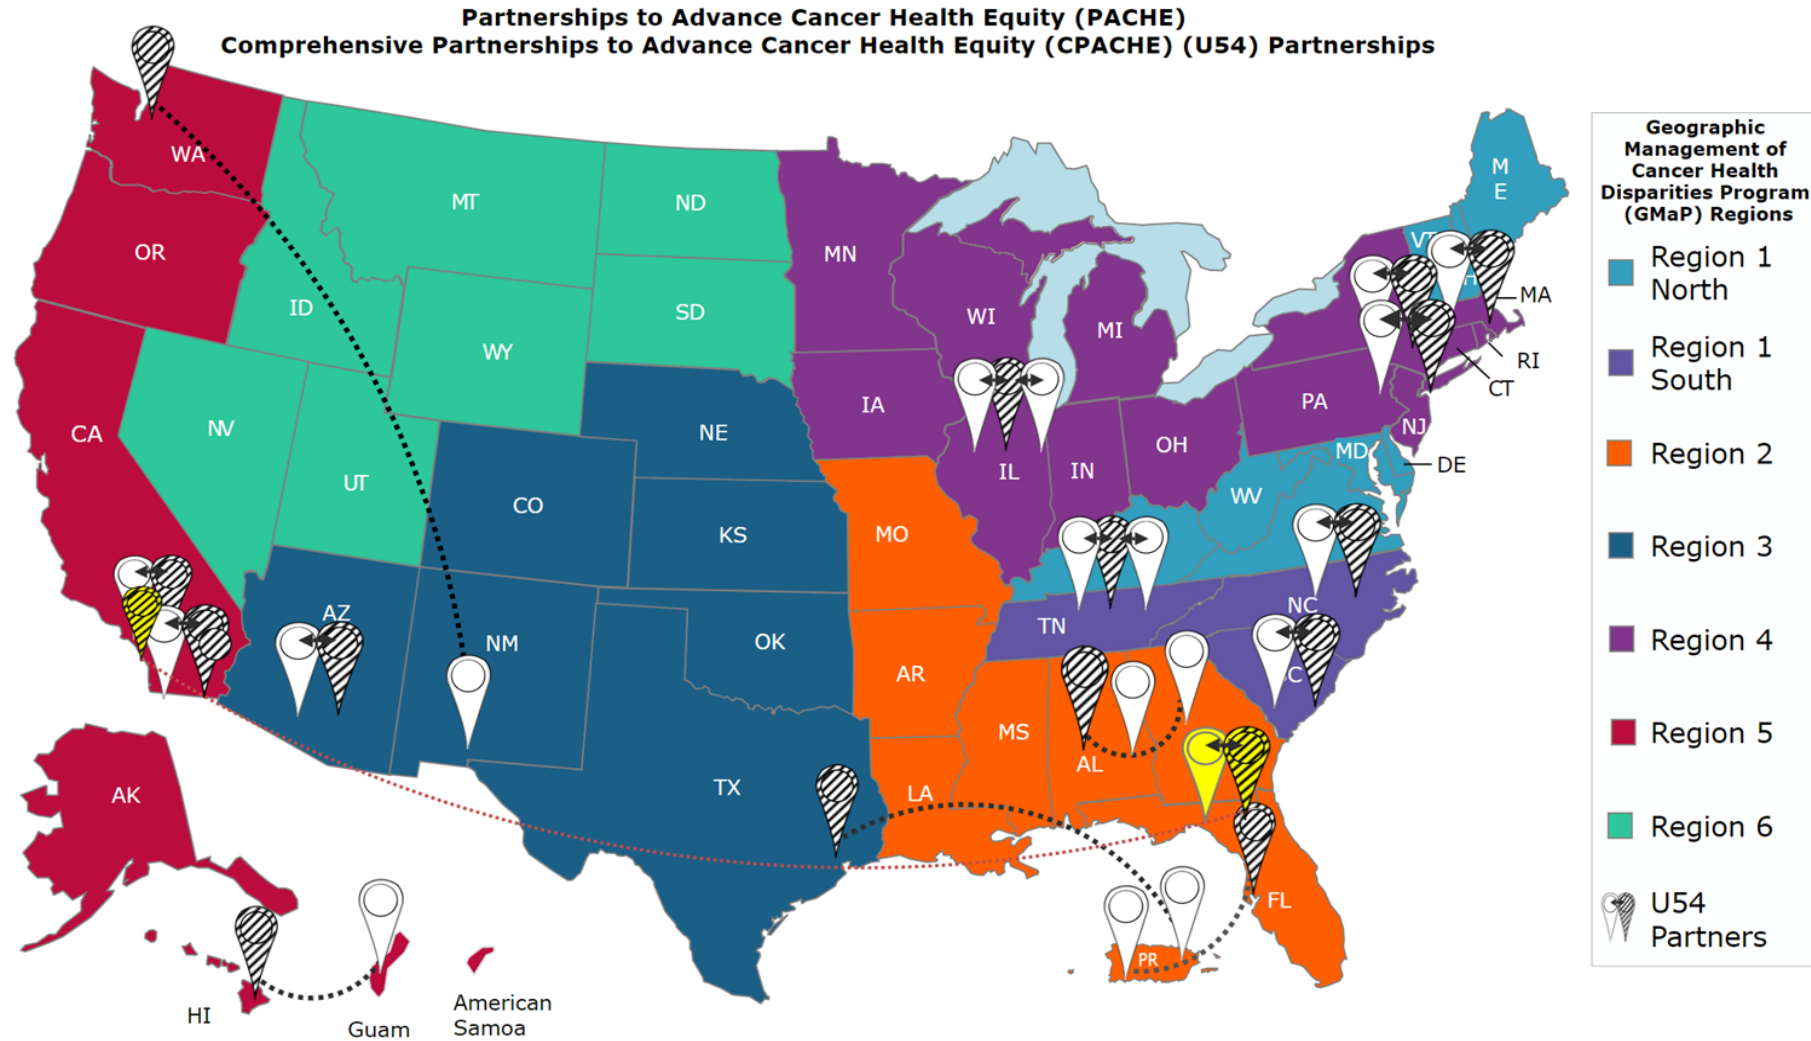 Partnerships to Advance Cancer Health Equity (PACHE)
Comprehensive Partnerships to Advance Cancer Health Equity (CPACHE) (U54) Partnerships
WA
OR
CA
MT
ID
WY
NV
UT
ND
SD
NE
CO
KS
AZ
NM
OK
TX
MN
WI
MI
IA
IL
IN
OH
PA
NJ
M
E
VT
H
MA
RI
CT
MD
DE
WV
MO
AR
LA
MS
AL
TN
NC
C
FL
PR
AK
HI
Guam
American
Samoa
Geographic
Management of
Cancer Health
Disparities Program
(GMaP) Regions
Region 1
North
Region 1
South
Region 2
Region 3
Region 4
Region 5
Region 6
U54
Partners